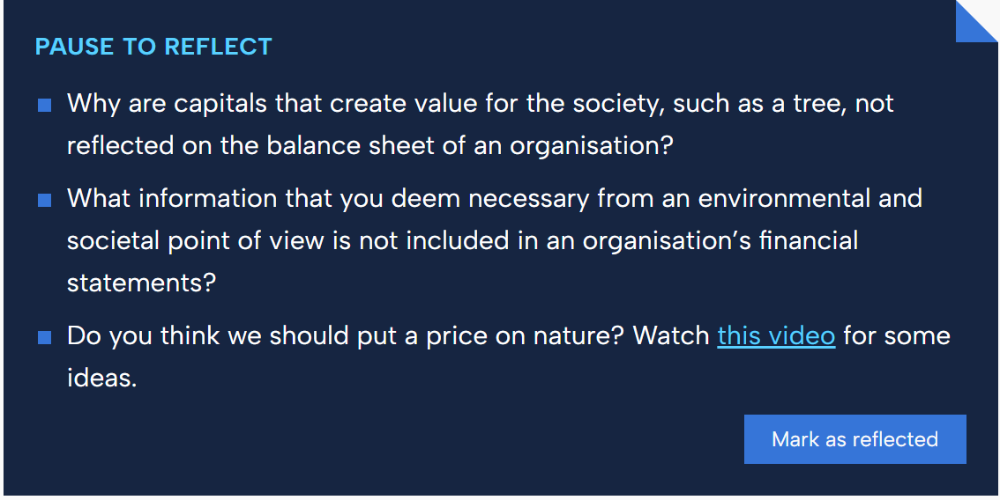 PAUSE TO REFLECT
Why are capitals that create value for the society, such as a tree, not
reflected on the balance sheet of an organisation?
What information that you deem necessary from an environmental and
societal point of view is not included in an organisation’s financial
statements?
Do you think we should put a price on nature? Watch this video for some
ideas.
Mark as reflected